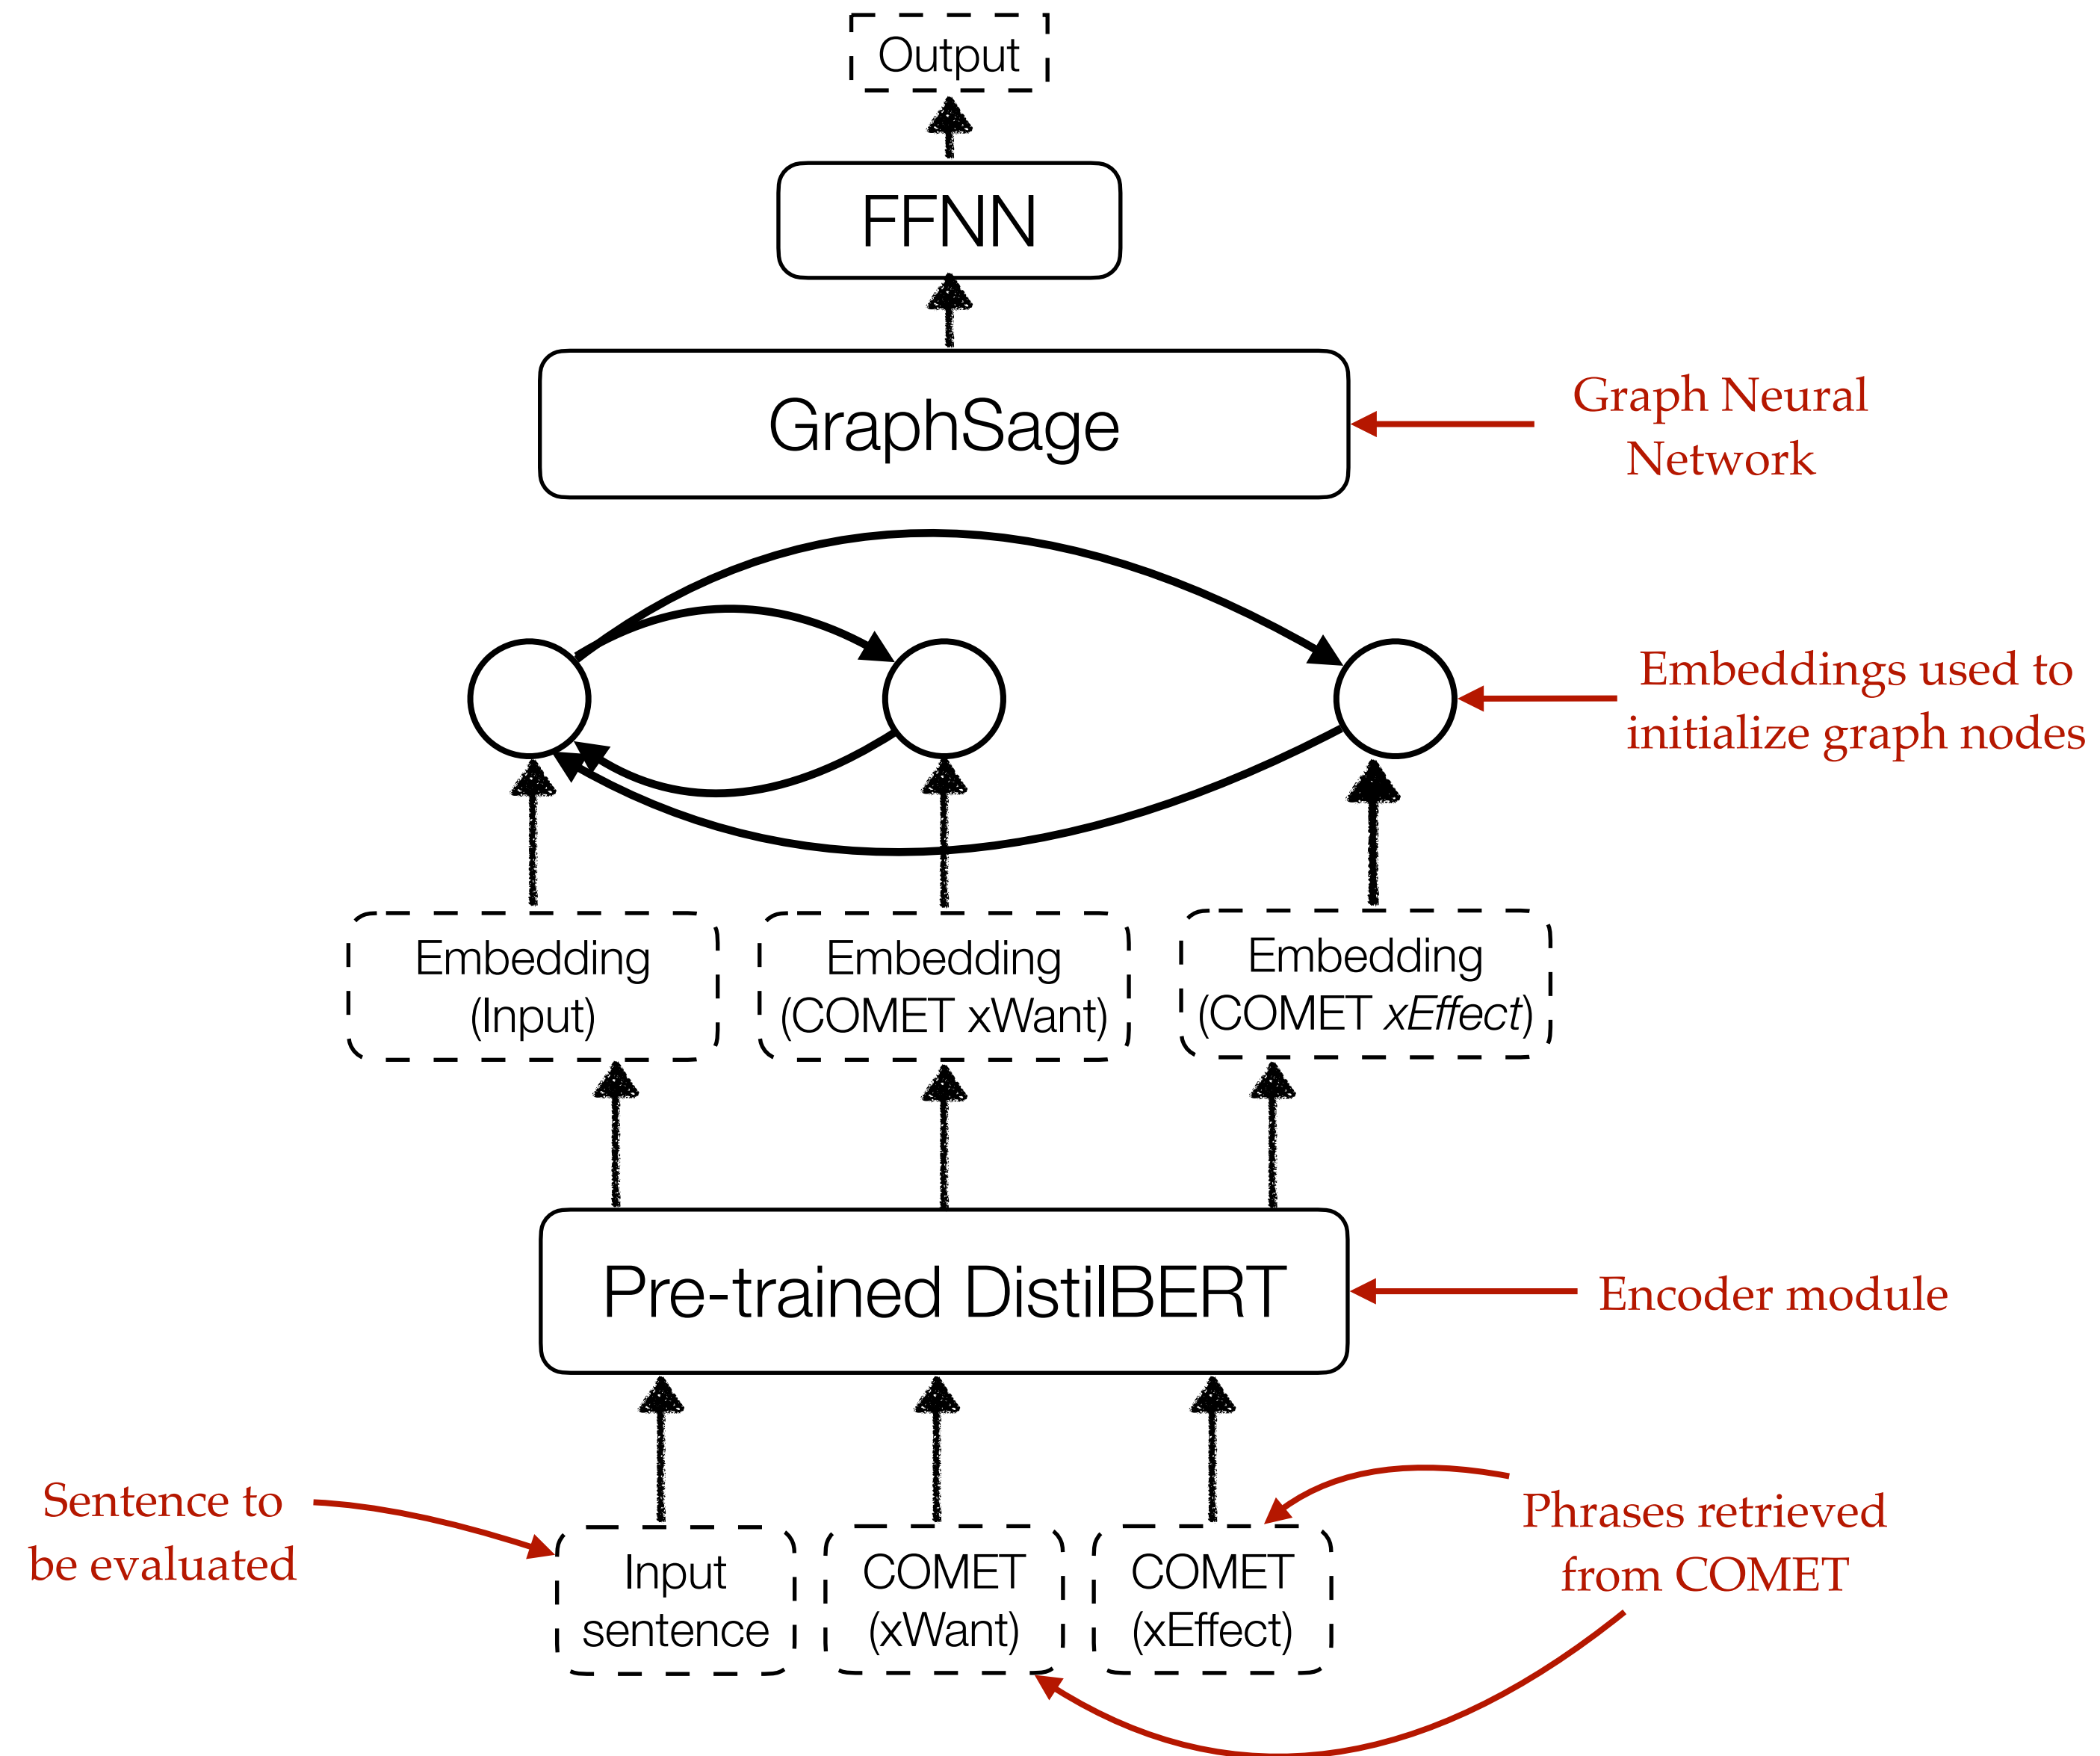 Output
FFNN
GraphSage
Graph Neural
Network
Embeddings used to
initialize graph nodes
Embedding
(Input)
Embedding
(COMET xWant)
Embedding
(COMET xEffect)
Pre-trained DistilBERT
Encoder module
Sentence to
be evaluated
Input
sentence
COMET
(xWant)
COMET
(xEffect)
Phrases retrieved
from COMET